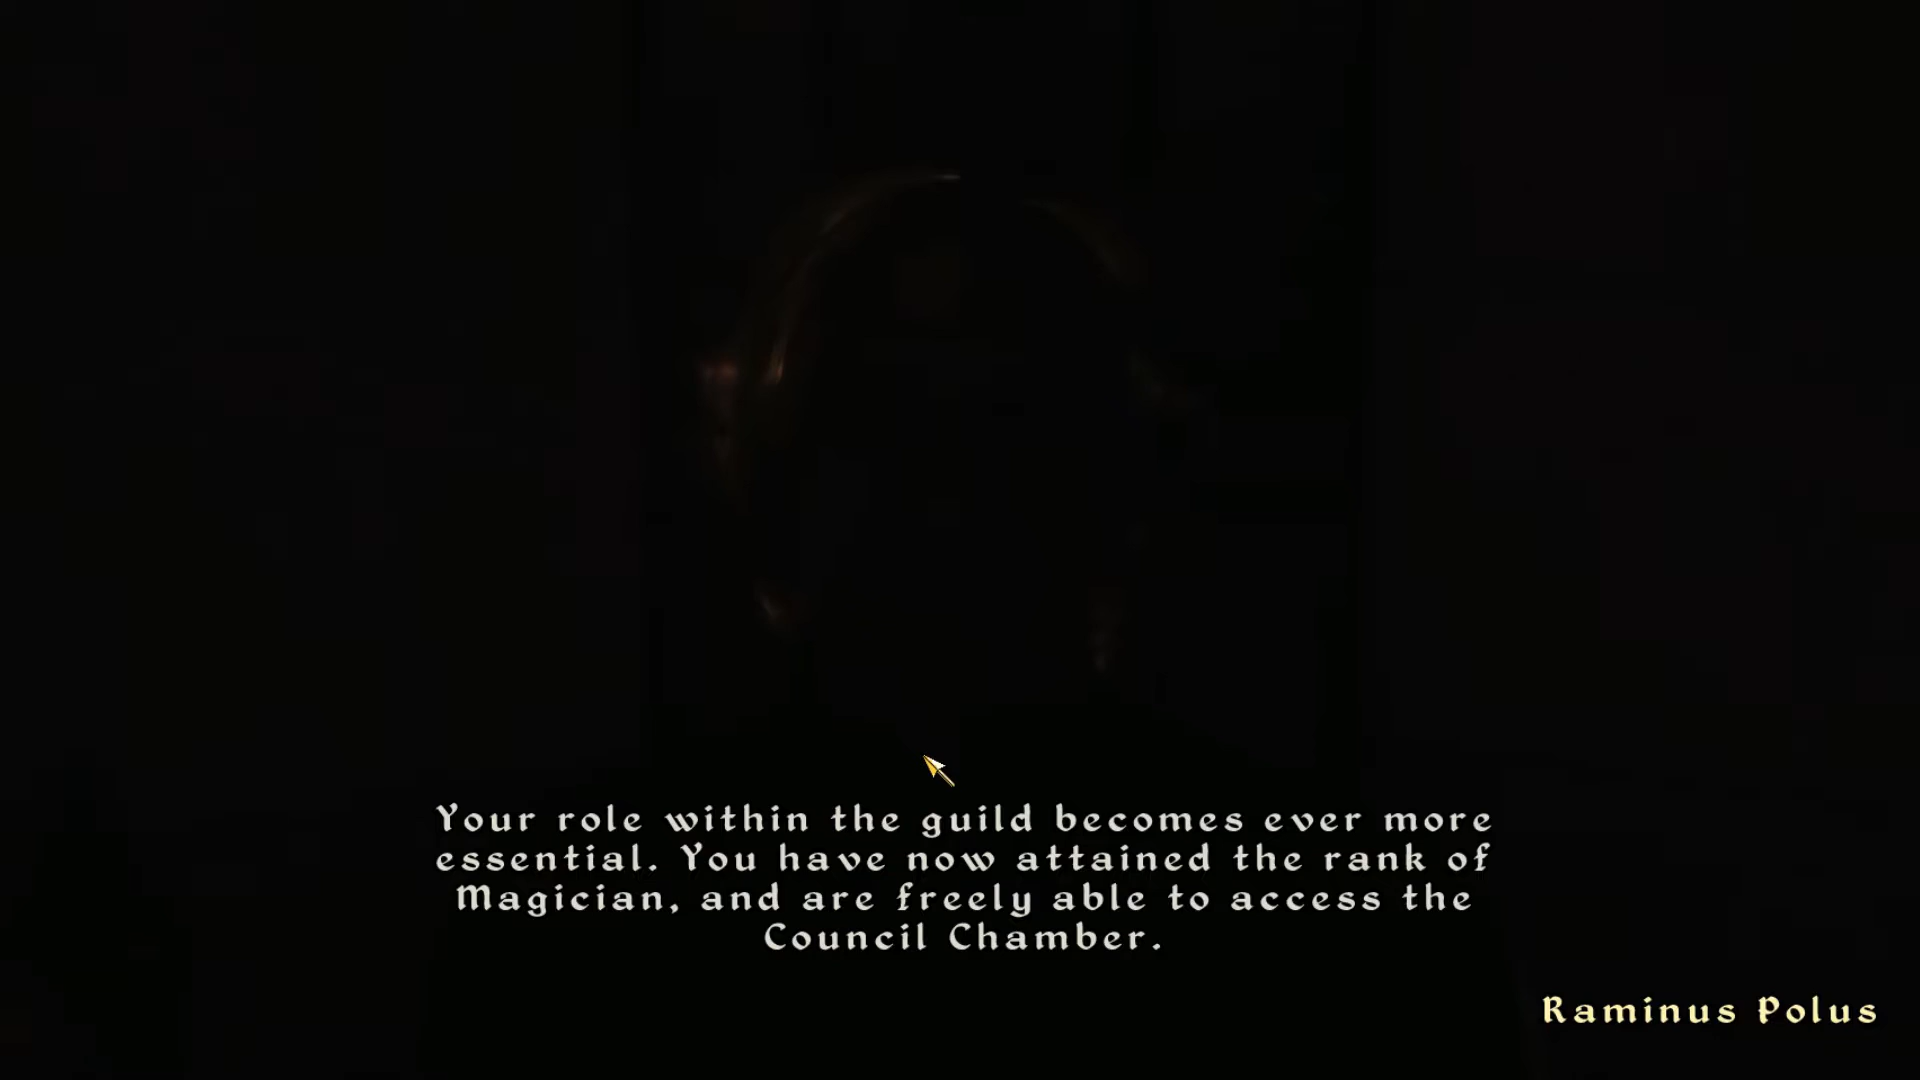 Your role within the guild becomes ever more
essential. You have now attained the rank of
Magician, and are freely able to access the
Council Chamber.
Raminus Polus